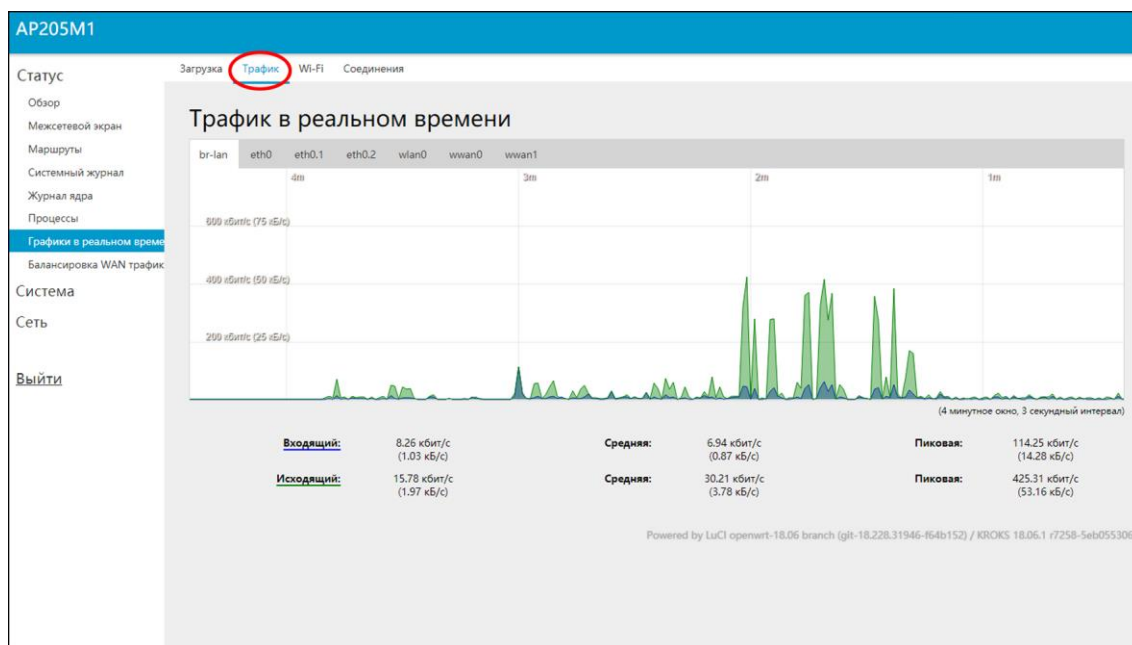 AP205M1
Статус
Обзор
Межсетевой экран
Маршруты
Системный журнал
Журнал ядра
Процессы
Графики в реальном време
Балансировка WAN трафик
Система
Сеть
Выйти
Загрузка Трафик Wi-Fi Соединения
Трафик в реальном времени
br-lan eth0 eth0.1 eth0.2 wlan0 wwan0 wwan1
4m 3m 2m 1m
600 кбит/с (75 кБ/с)
400 кбит/с (50 кБ/с)
200 кбит/с (25 кБ/с)
(4 минутное окно, 3 секундный интервал)
Входящий: 8.26 кбит/с Средняя: 6.94 кбит/с Пиковая: 114.25 кбит/с
(1.03 кБ/с) (0.87 кБ/с) (14.28 кБ/с)
Исходящий: 15.78 кбит/с Средняя: 30.21 кбит/с Пиковая: 425.31 кбит/с
(1.97 кБ/с) (3.78 кБ/с) (53.16 кБ/с)
Powered by LuCI openwrt-18.06 branch (git-18.228.31946-f64b152) / KROKS 18.06.1 r7258-5eb055306